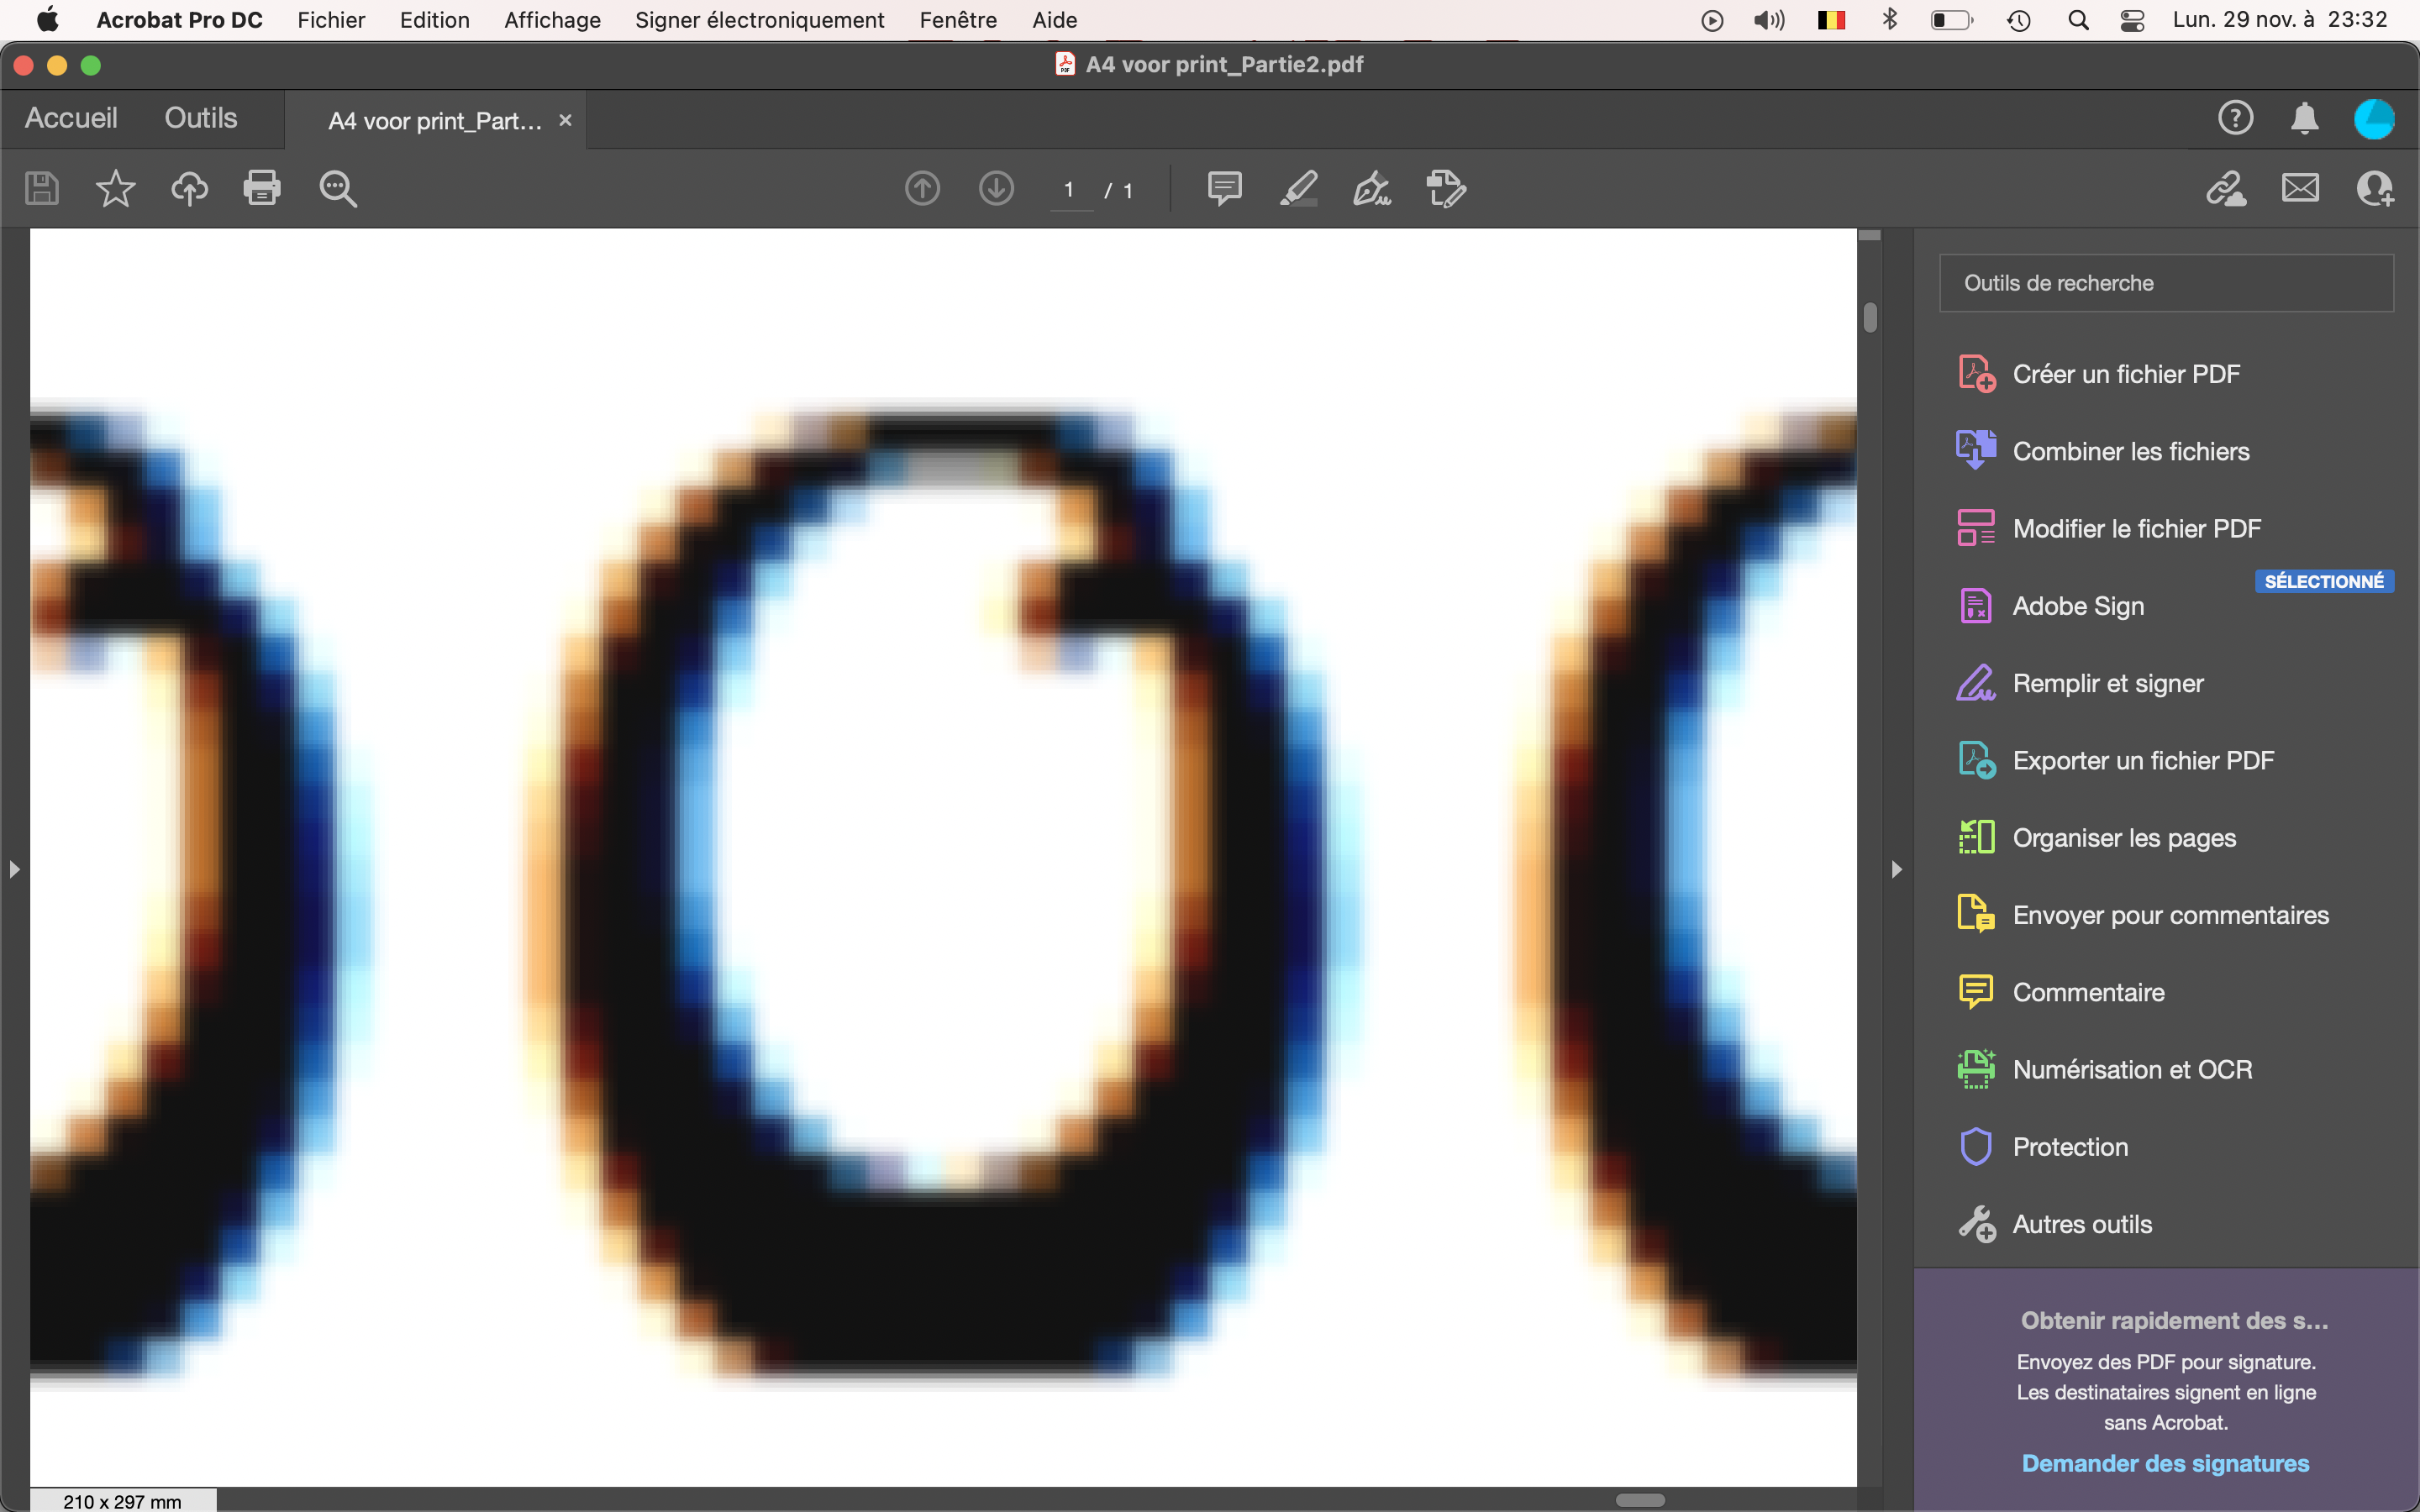 Acrobat Pro DC Fichier Edition Affichage Signer électroniquement Fenêtre Aide Lun. 29 nov. à 23:32
A4 voor print_Partie2.pdf
Accueil Outils A4 voor print_Part... ×
1 / 1
Outils de recherche
Créer un fichier PDF
Combiner les fichiers
Modifier le fichier PDF
SÉLECTIONNÉ
Adobe Sign
Remplir et signer
Exporter un fichier PDF
Organiser les pages
Envoyer pour commentaires
Commentaire
Numérisation et OCR
Protection
Autres outils
Obtenir rapidement des s...
Envoyez des PDF pour signature.
Les destinataires signent en ligne
sans Acrobat.
Demander des signatures
210 x 297 mm